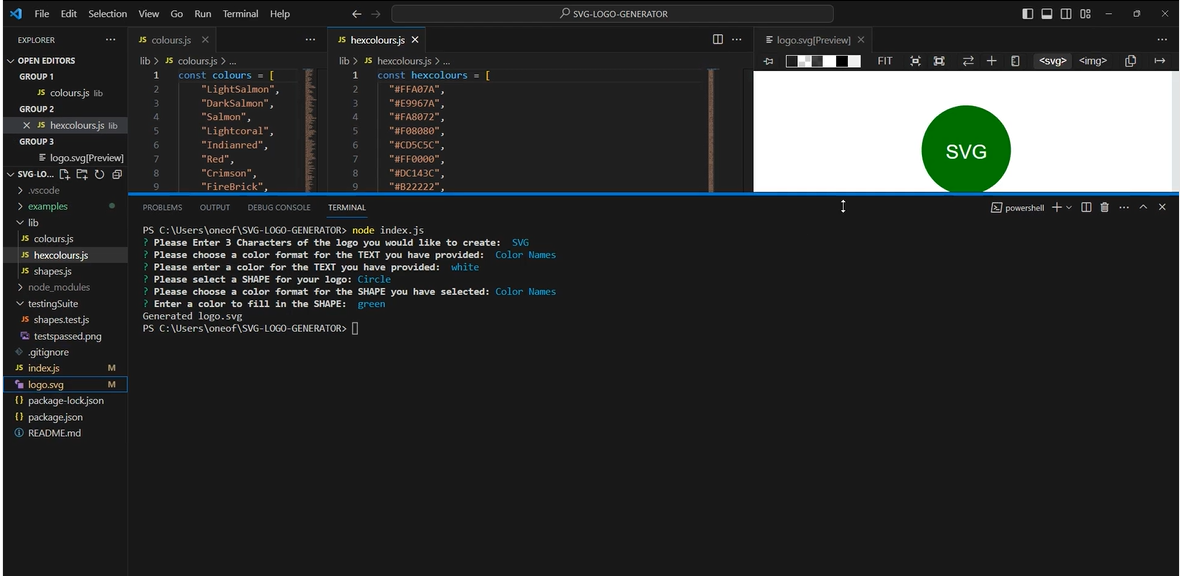 File Edit Selection View Go Run Terminal Help
SVG-LOGO-GENERATOR
EXPLORER
OPEN EDITORS
GROUP 1
JS colours.js lib
GROUP 2
JS hexcolours.js lib
GROUP 3
logo.svg[Preview]
SVG-LO...
.vscode
examples
lib
JS colours.js
JS hexcolours.js
JS shapes.js
node_modules
testingSuite
JS shapes.test.js
testspassed.png
.gitignore
JS index.js M
logo.svg M
{} package-lock.json
{} package.json
README.md
JS colours.js
lib > JS colours.js > ...
1 const colours = [
2 "LightSalmon",
3 "DarkSalmon",
4 "Salmon",
5 "Lightcoral",
6 "Indianred",
7 "Red",
8 "Crimson",
9 "FireBrick",
JS hexcolours.js
lib > JS hexcolours.js > ...
1 const hexcolours = [
2 "#FFA07A",
3 "#E9967A",
4 "#FA8072",
5 "#F08080",
6 "#CD5C5C",
7 "#FF0000",
8 "#DC143C",
9 "#B22222",
logo.svg[Preview]
FIT <svg> <img>
SVG
PROBLEMS OUTPUT DEBUG CONSOLE TERMINAL
powershell
PS C:\Users\oneof\SVG-LOGO-GENERATOR> node index.js
? Please Enter 3 Characters of the logo you would like to create: SVG
? Please choose a color format for the TEXT you have provided: Color Names
? Please enter a color for the TEXT you have provided: white
? Please select a SHAPE for your logo: Circle
? Please choose a color format for the SHAPE you have selected: Color Names
? Enter a color to fill in the SHAPE: green
Generated logo.svg
PS C:\Users\oneof\SVG-LOGO-GENERATOR>